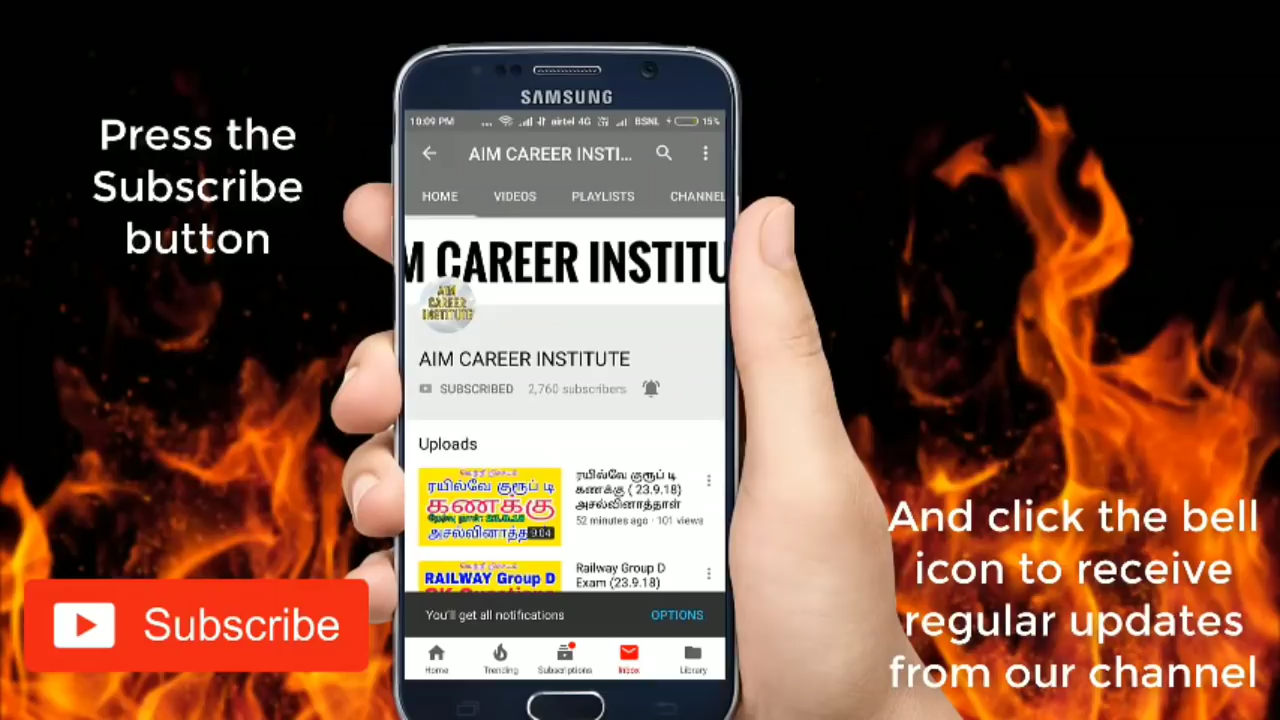 Press the
Subscribe
button
SAMSUNG
10:09 PM ... airtel 4G BSNL 15%
AIM CAREER INSTI...
HOME VIDEOS PLAYLISTS CHANNEL
M CAREER INSTITU
AIM
CAREER
INSTITUTE
AIM CAREER INSTITUTE
SUBSCRIBED 2,760 subscribers
Uploads
ரயில்வே குரூப் டி
கணக்கு
அசல்வினாத்தா
9:04
ரயில்வே குரூப் டி
கணக்கு ( 23.9.18)
அசல்வினாத்தாள்
52 minutes ago · 101 views
RAILWAY Group D
Railway Group D
Exam (23.9.18)
You'll get all notifications OPTIONS
Home Trending Subscriptions Inbox Library
Subscribe
And click the bell
icon to receive
regular updates
from our channel